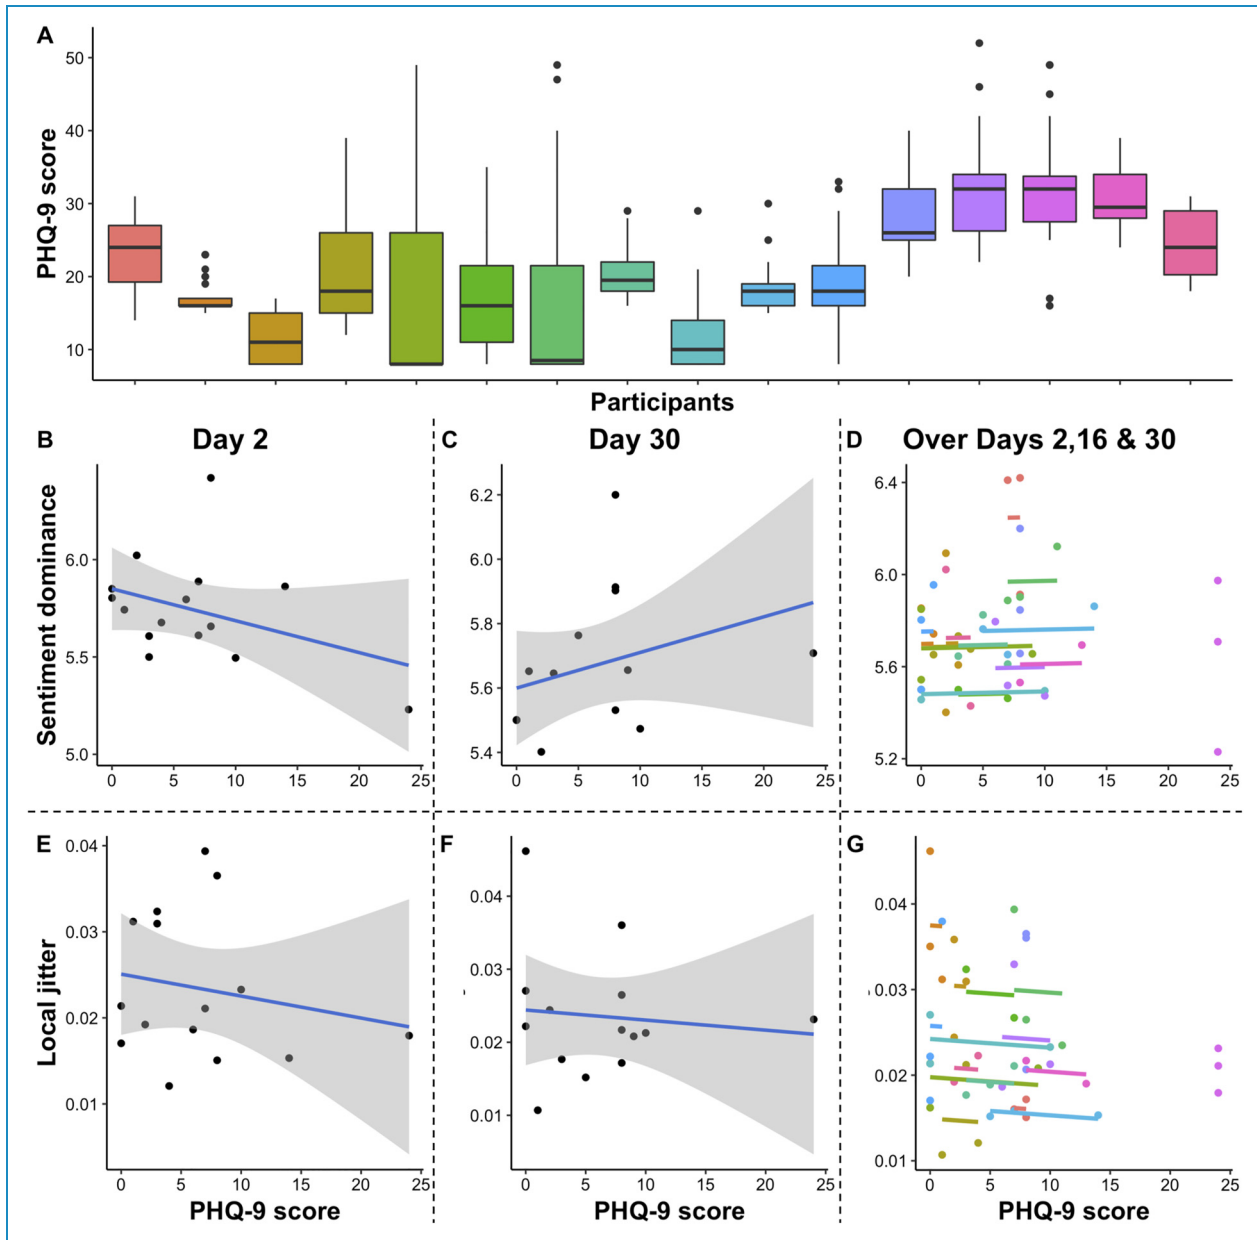 A
PHQ-9 score
50
40
30
20
10
Participants
B
Day 2
C
Day 30
D
Over Days 2,16 & 30
Sentiment dominance
6.0
5.5
5.0
0 5 10 15 20 25
6.2
6.0
5.8
5.6
5.4
0 5 10 15 20 25
6.4
6.0
5.6
5.2
0 5 10 15 20 25
E
Local jitter
0.04
0.03
0.02
0.01
0 5 10 15 20 25
PHQ-9 score
F
0.04
0.03
0.02
0.01
0 5 10 15 20 25
PHQ-9 score
G
0.04
0.03
0.02
0.01
0 5 10 15 20 25
PHQ-9 score